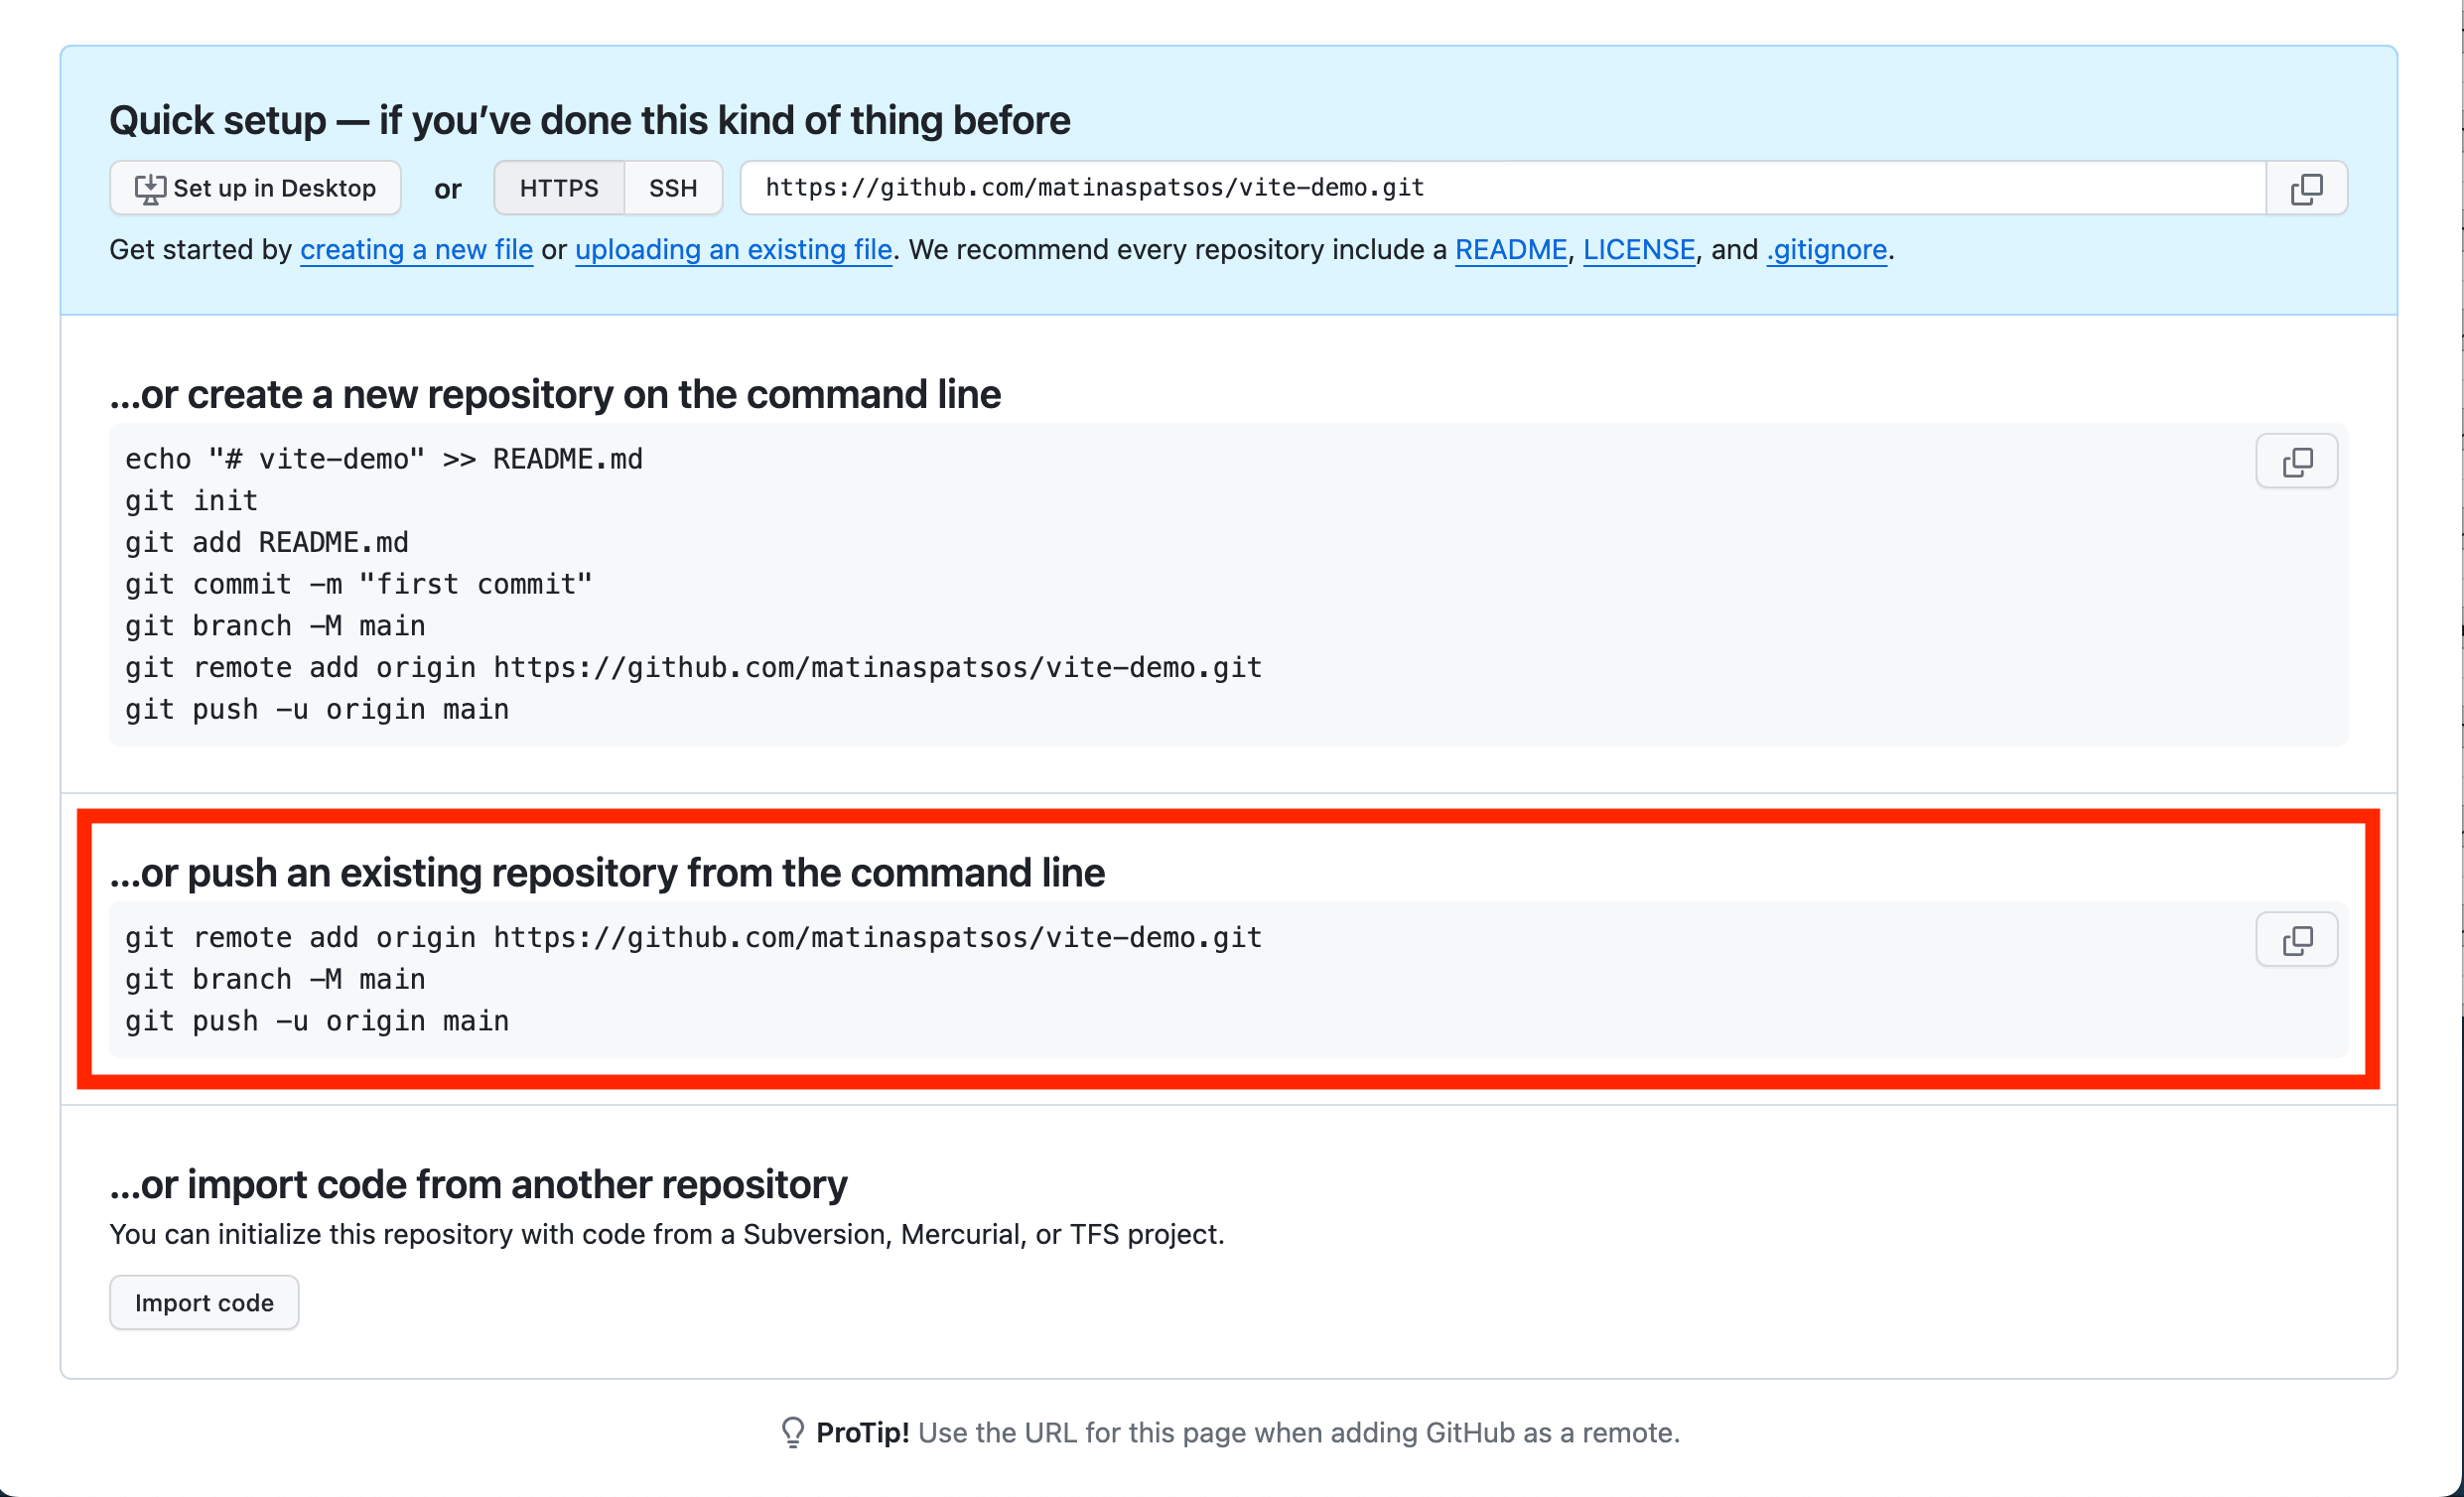 Quick setup — if you’ve done this kind of thing before
Set up in Desktop or HTTPS SSH https://github.com/matinaspatsos/vite-demo.git
Get started by creating a new file or uploading an existing file. We recommend every repository include a README, LICENSE, and .gitignore.
…or create a new repository on the command line
echo "# vite-demo" >> README.md
git init
git add README.md
git commit -m "first commit"
git branch -M main
git remote add origin https://github.com/matinaspatsos/vite-demo.git
git push -u origin main
…or push an existing repository from the command line
git remote add origin https://github.com/matinaspatsos/vite-demo.git
git branch -M main
git push -u origin main
…or import code from another repository
You can initialize this repository with code from a Subversion, Mercurial, or TFS project.
Import code
ProTip! Use the URL for this page when adding GitHub as a remote.